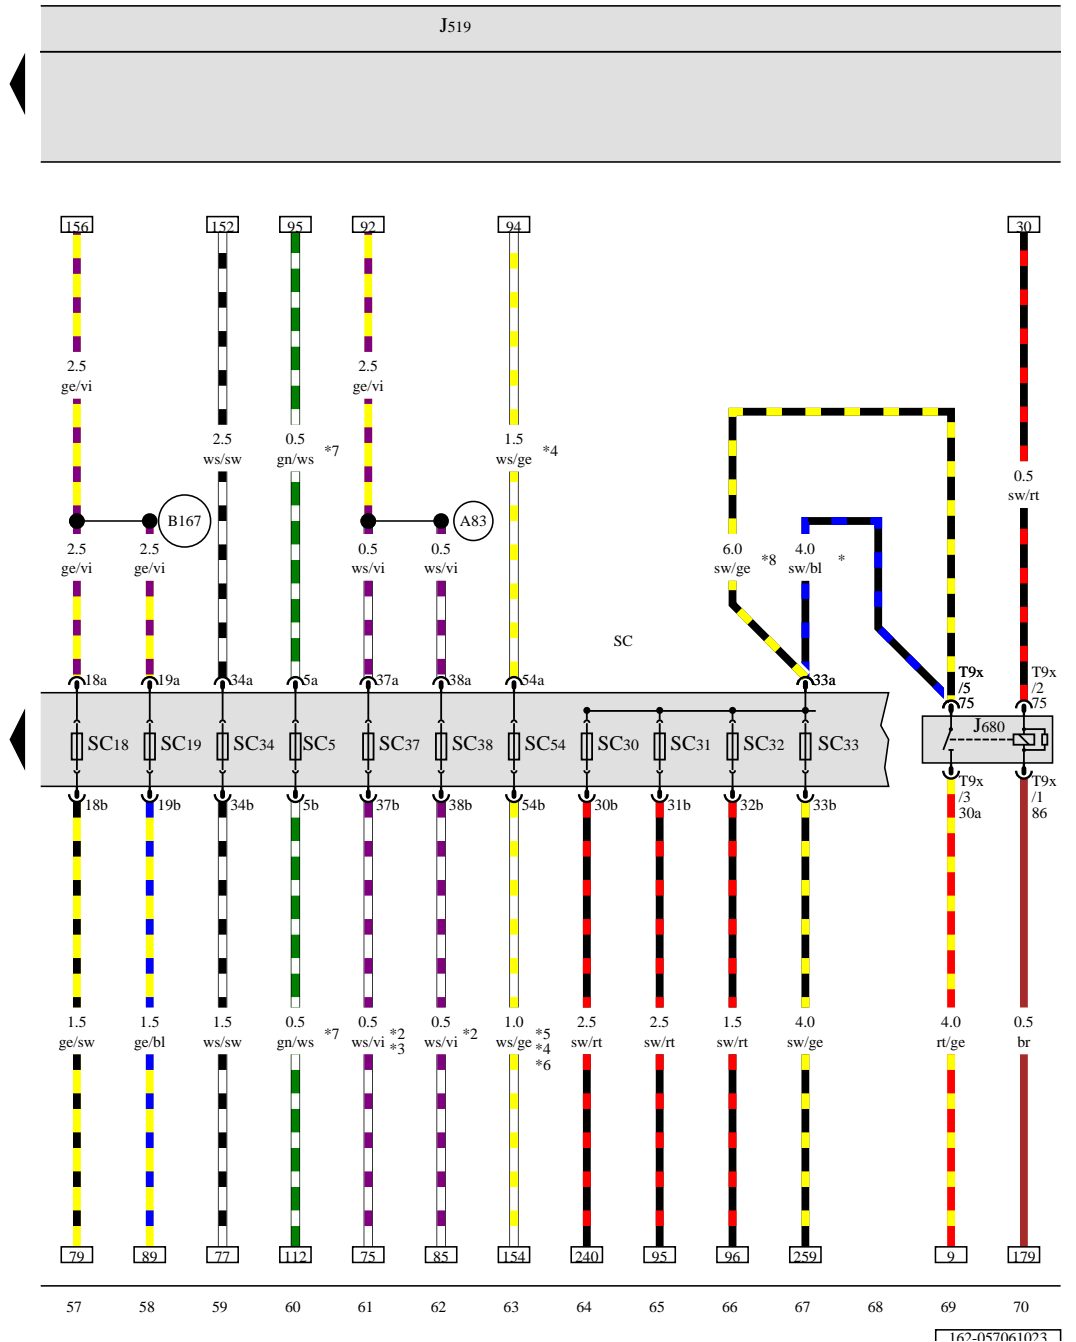 J519
156 152 95 92 94 30
2.5 2.5
ge/vi ge/vi
2.5 0.5 *7 1.5 *4
ws/sw gn/ws ws/ge
0.5
sw/rt
B167 A83
2.5 2.5 0.5 0.5 6.0 *8 4.0 *
ge/vi ge/vi ws/vi ws/vi sw/ge sw/bl
SC
18a 19a 34a 5a 37a 38a 54a 33a T9x T9x
/5 /2
75 75
SC18 SC19 SC34 SC5 SC37 SC38 SC54 SC30 SC31 SC32 SC33 J680
18b 19b 34b 5b 37b 38b 54b 30b 31b 32b 33b T9x T9x
/3 /1
30a 86
1.5 1.5 1.5 0.5 *7 0.5 *2 0.5 *2 1.0 *5 2.5 2.5 1.5 4.0 4.0 0.5
ge/sw ge/bl ws/sw gn/ws ws/vi *3 ws/vi ws/ge *4 sw/rt sw/rt sw/rt sw/ge rt/ge br
*6
79 89 77 112 75 85 154 240 95 96 259 9 179
57 58 59 60 61 62 63 64 65 66 67 68 69 70
162-057061023